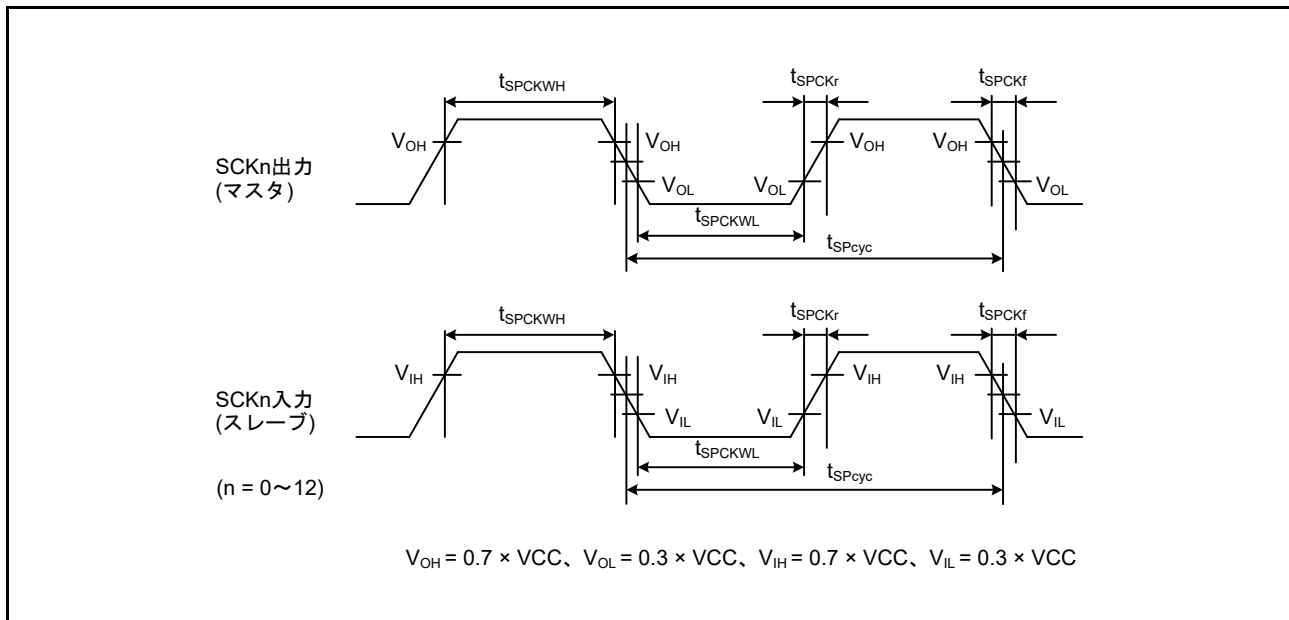 tSPCKWH tSPCKr tSPCKf
VOH VOH VOH VOH
SCKn出力
(マスタ)
VOL VOL VOL
tSPCKWL
tSPcyc
tSPCKWH tSPCKr tSPCKf
VIH VIH VIH VIH
SCKn入力
(スレーブ)
VIL VIL VIL
tSPCKWL
tSPcyc
(n = 0～12)
VOH = 0.7 × VCC、VOL = 0.3 × VCC、VIH = 0.7 × VCC、VIL = 0.3 × VCC